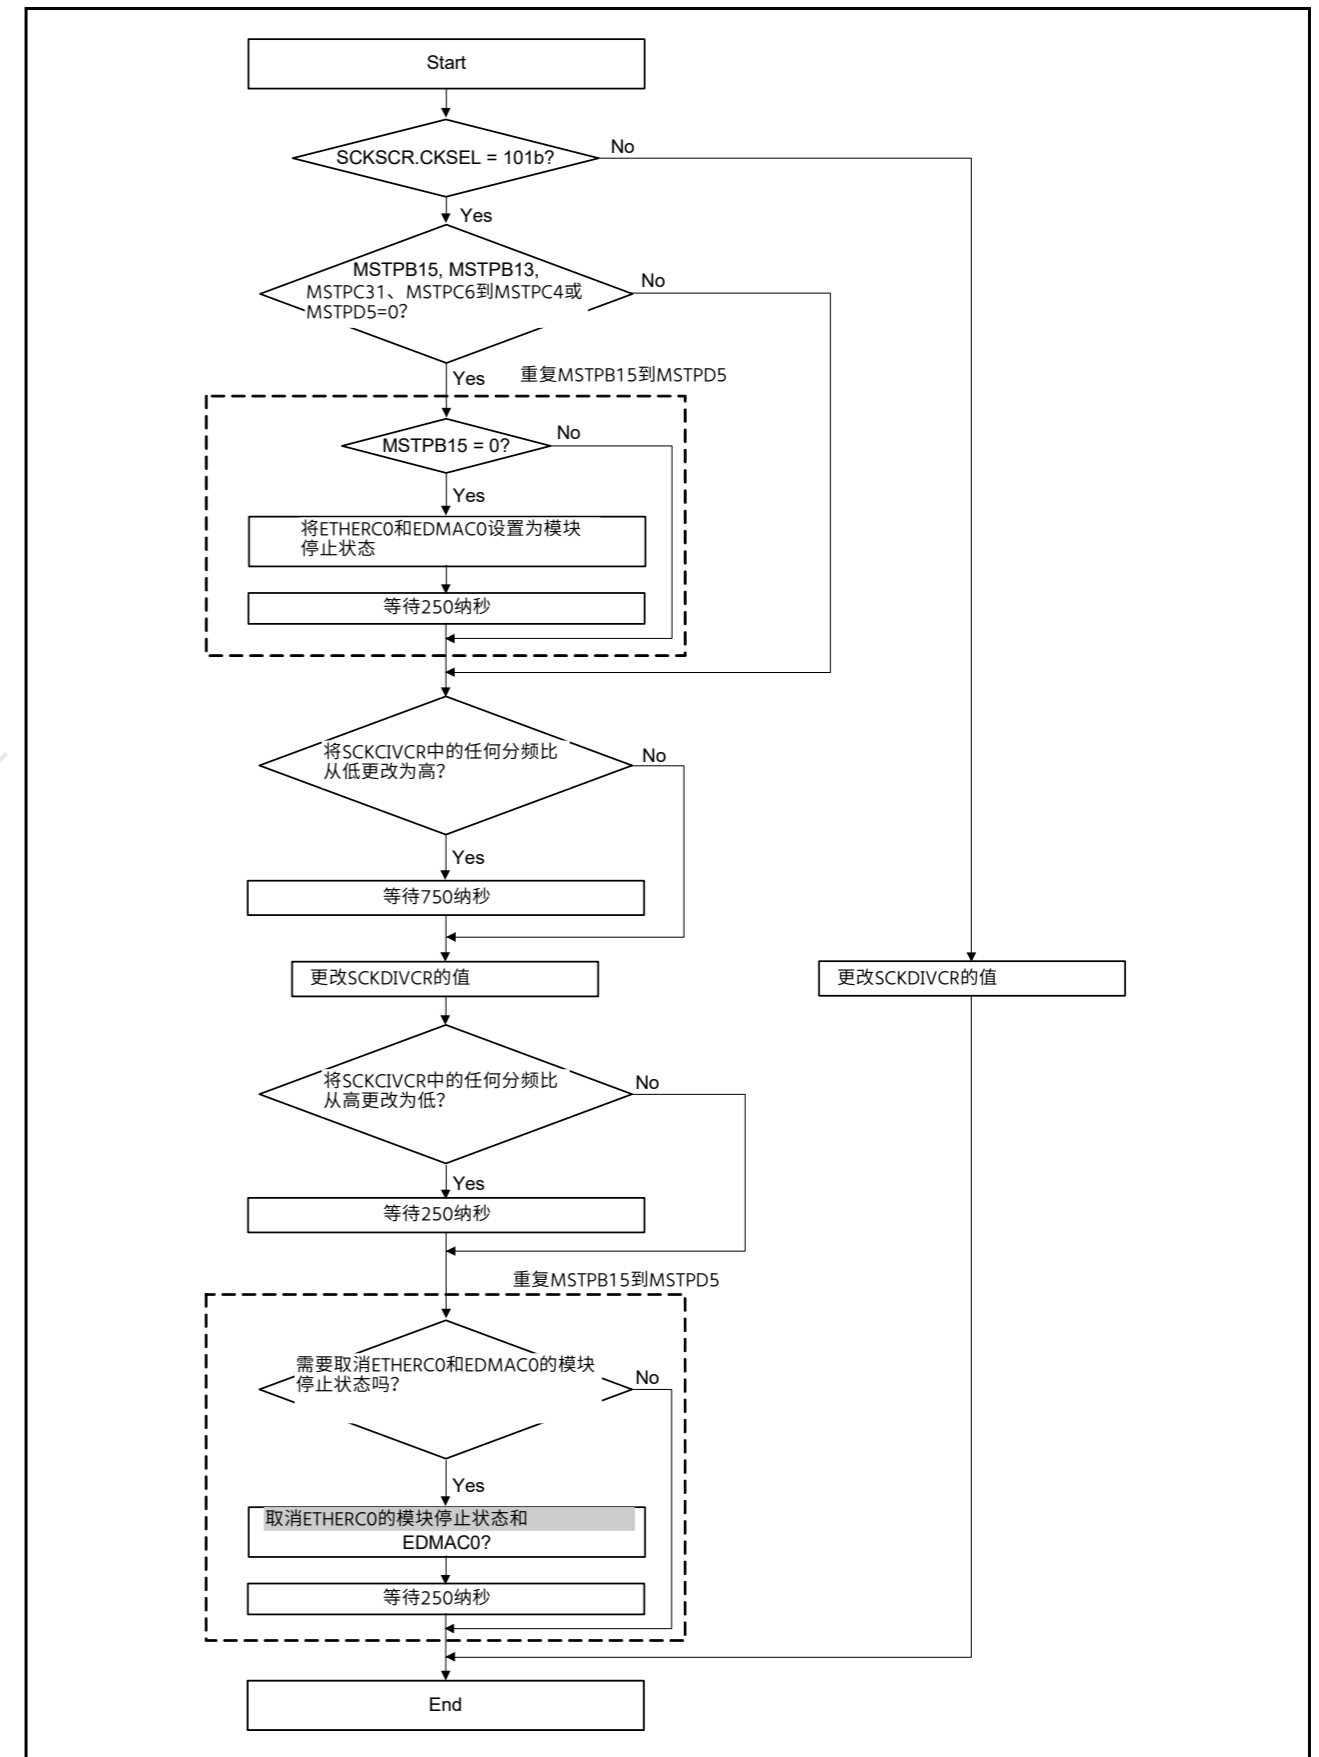 Start
SCKSCR.CKSEL = 101b?
No
Yes
MSTPB15, MSTPB13,
MSTPC31、MSTPC6到MSTPC4或
MSTPD5=0?
No
Yes
重复MSTPB15到MSTPD5
MSTPB15 = 0?
No
Yes
将ETHERC0和EDMAC0设置为模块
停止状态
等待250纳秒
将SCKCIVCR中的任何分频比
从低更改为高?
No
Yes
等待750纳秒
更改SCKDIVCR的值
更改SCKDIVCR的值
将SCKCIVCR中的任何分频比
从高更改为低?
No
Yes
等待250纳秒
重复MSTPB15到MSTPD5
需要取消ETHERC0和EDMAC0的模块
停止状态吗?
No
Yes
取消ETHERC0的模块停止状态和
EDMAC0?
等待250纳秒
End